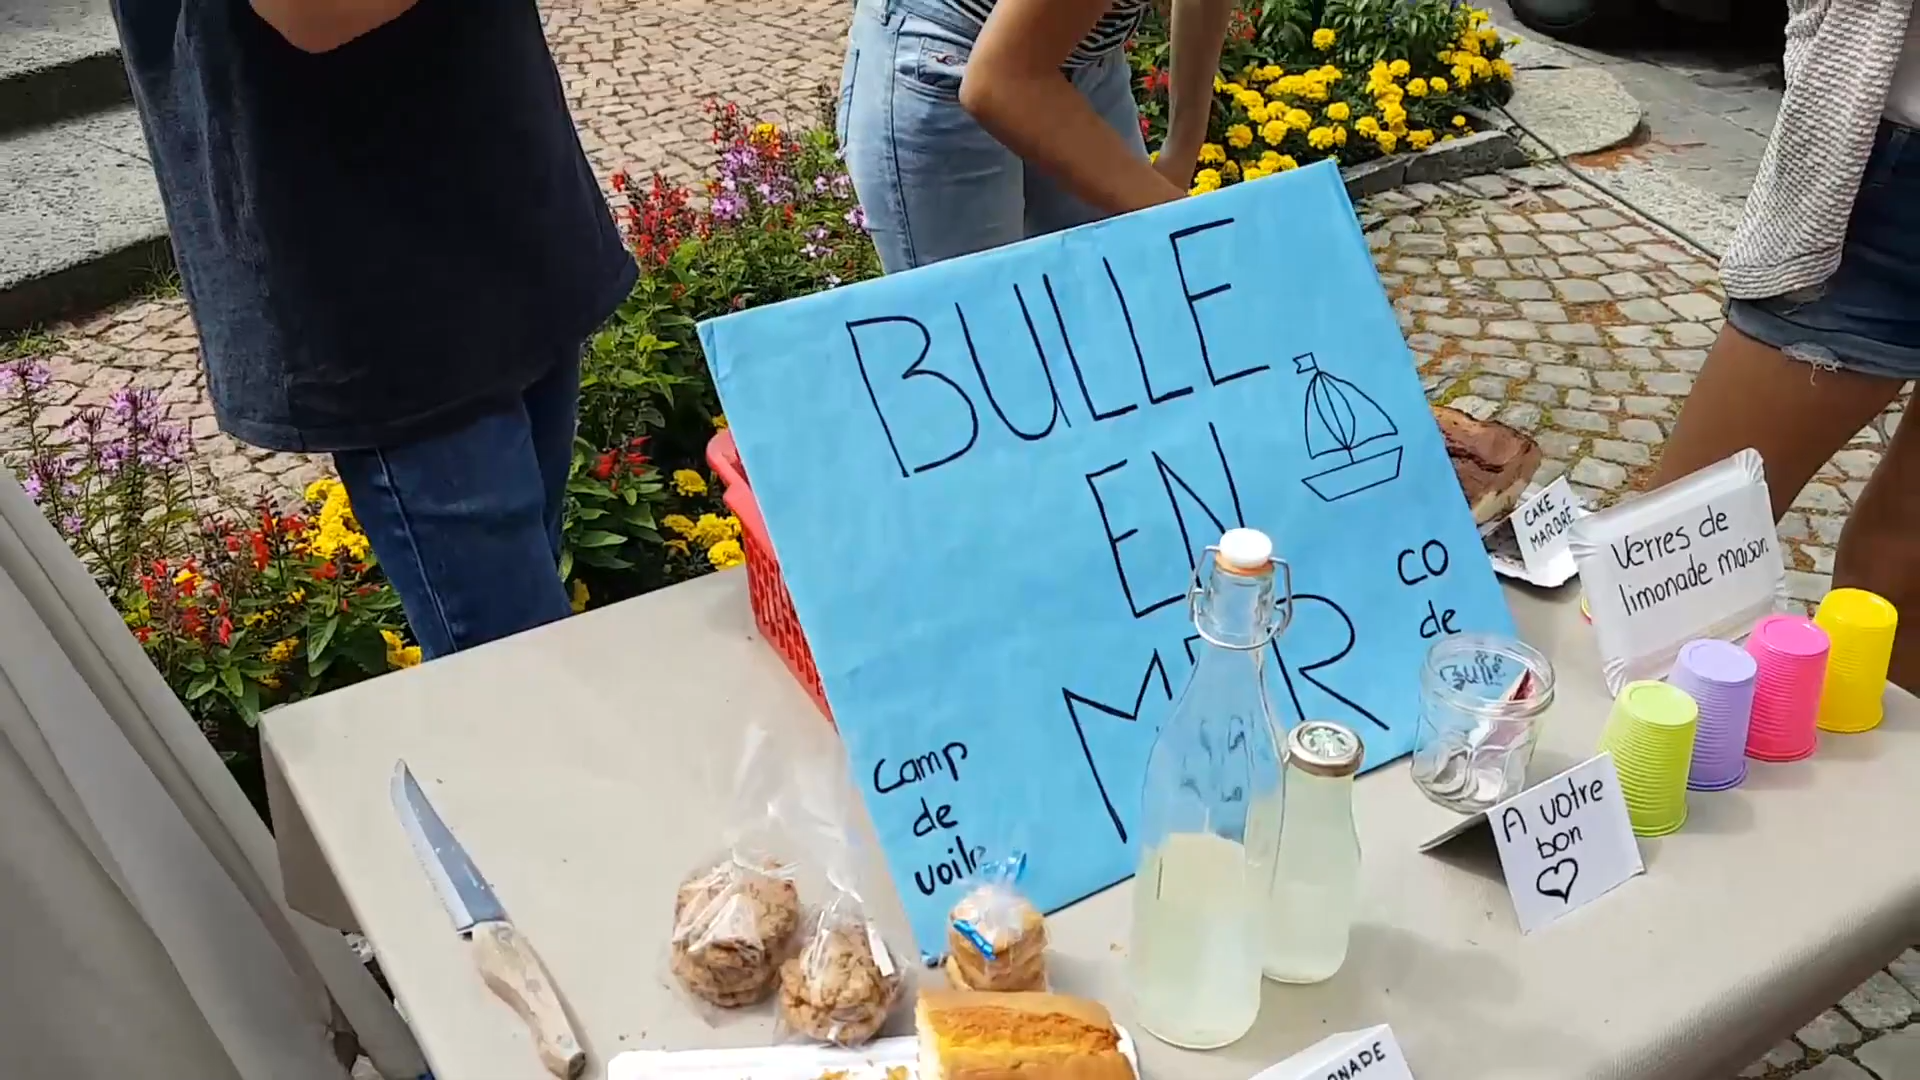 BULLE
EN
MER
Camp
de
voile
CO
de
Bulle
CAKE
MARBRÉ
Verres de
limonade maison
A votre
bon